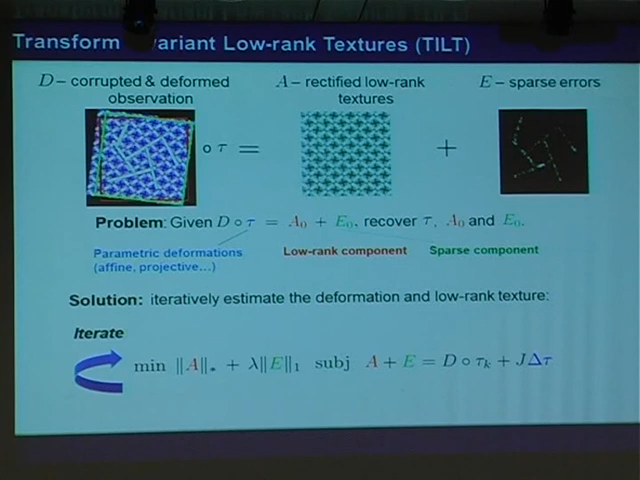 Transform variant Low-rank Textures (TILT)
D – corrupted & deformed observation
A – rectified low-rank textures
E – sparse errors
∘ τ =
+
Problem: Given D ∘ τ = A₀ + E₀, recover τ, A₀ and E₀.
Parametric deformations
(affine, projective...)
Low-rank component
Sparse component
Solution: iteratively estimate the deformation and low-rank texture:
Iterate
min ‖A‖* + λ‖E‖₁ subj A + E = D ∘ τₖ + JΔτ